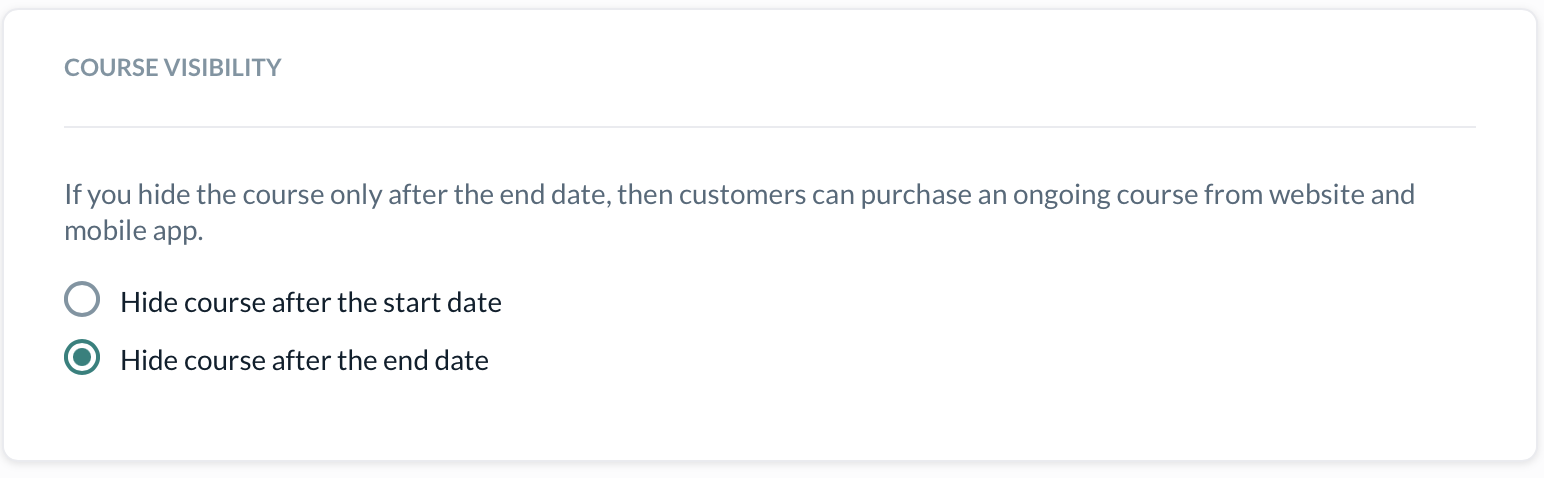 COURSE VISIBILITY
If you hide the course only after the end date, then customers can purchase an ongoing course from website and
mobile app.
Hide course after the start date
Hide course after the end date